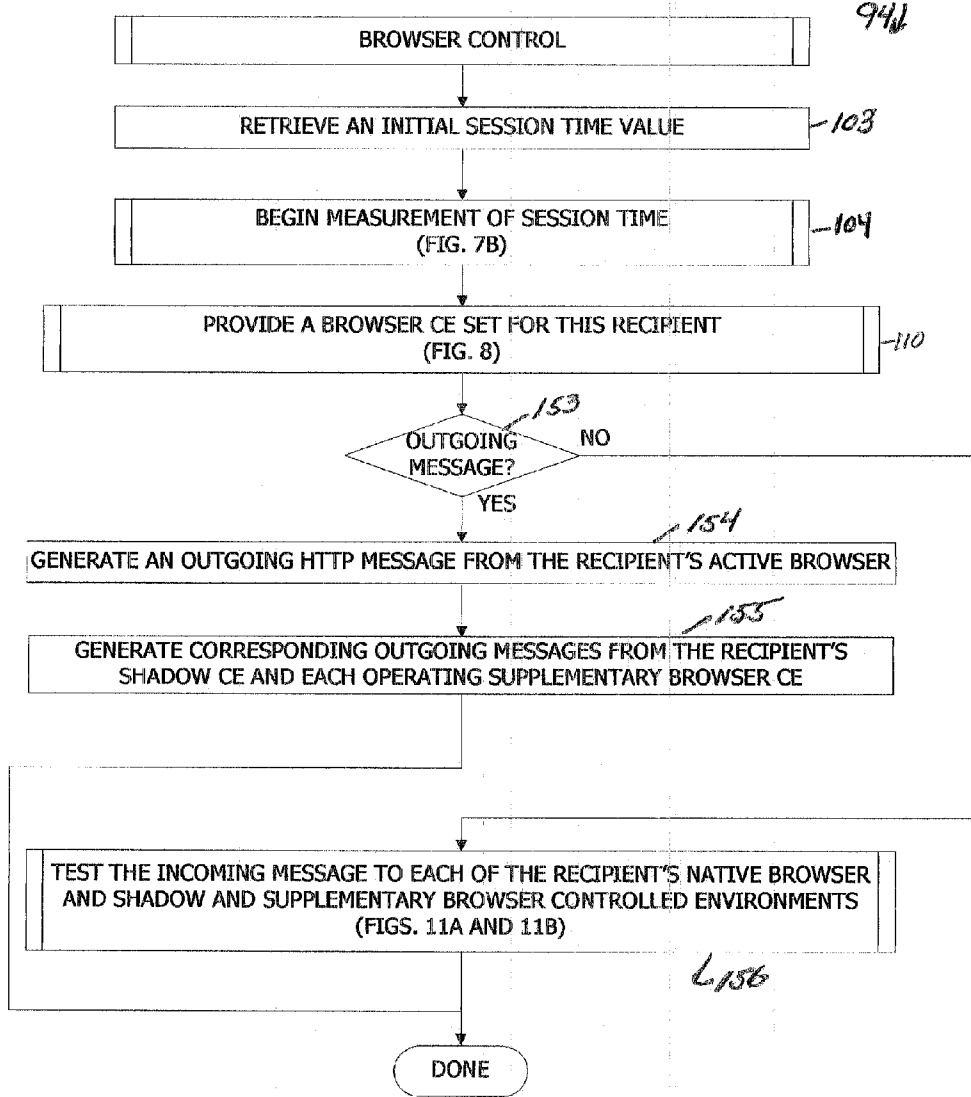 94
BROWSER CONTROL
RETRIEVE AN INITIAL SESSION TIME VALUE
103
BEGIN MEASUREMENT OF SESSION TIME
(FIG. 7B)
104
PROVIDE A BROWSER CE SET FOR THIS RECIPIENT
(FIG. 8)
110
153
OUTGOING
MESSAGE?
NO
YES
154
GENERATE AN OUTGOING HTTP MESSAGE FROM THE RECIPIENT'S ACTIVE BROWSER
155
GENERATE CORRESPONDING OUTGOING MESSAGES FROM THE RECIPIENT'S
SHADOW CE AND EACH OPERATING SUPPLEMENTARY BROWSER CE
TEST THE INCOMING MESSAGE TO EACH OF THE RECIPIENT'S NATIVE BROWSER
AND SHADOW AND SUPPLEMENTARY BROWSER CONTROLLED ENVIRONMENTS
(FIGS. 11A AND 11B)
156
DONE